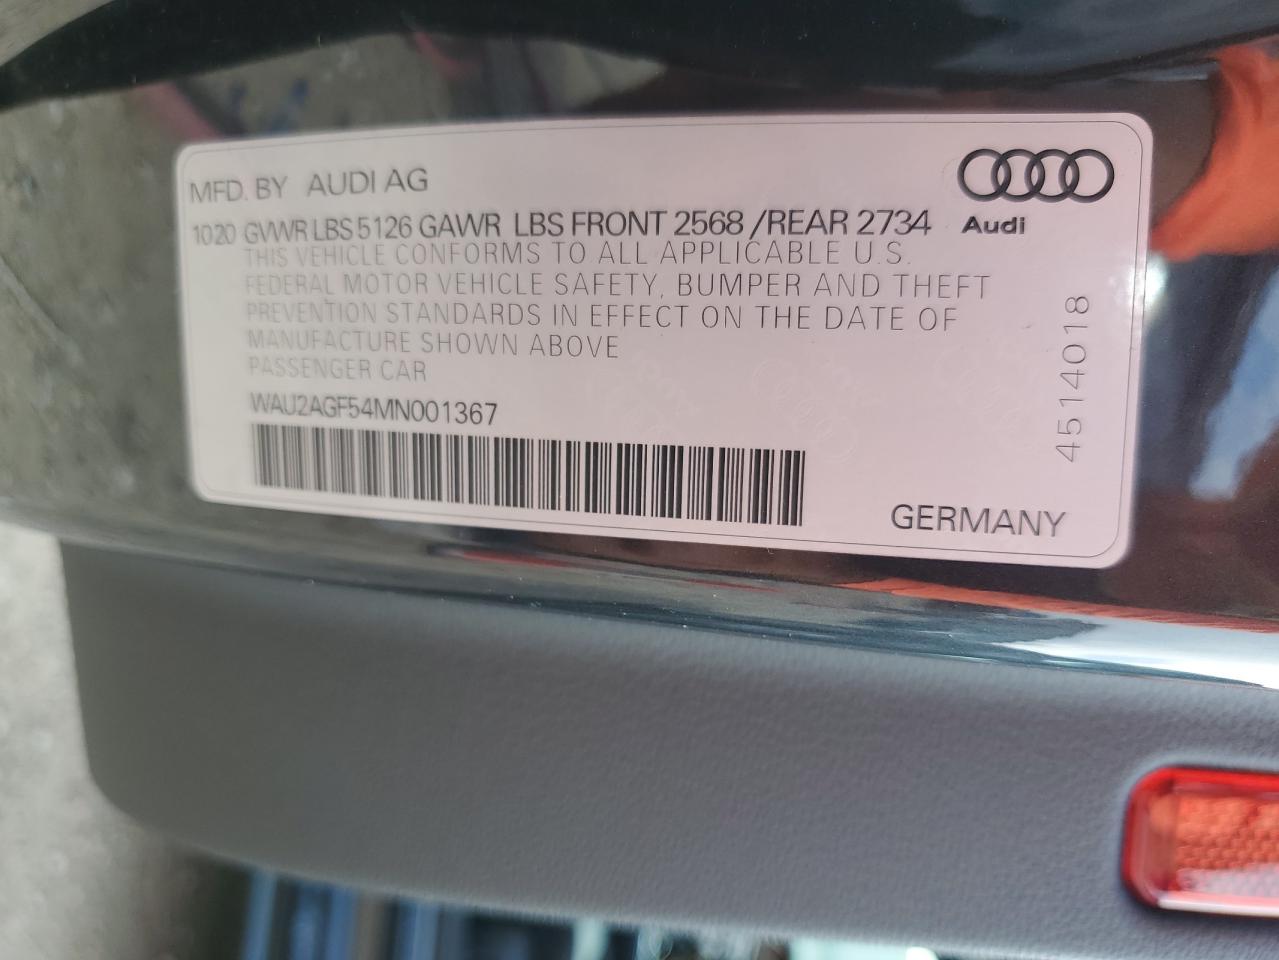 MFD. BY AUDI AG
1020 GVWR LBS 5126 GAWR LBS FRONT 2568 /REAR 2734
Audi
THIS VEHICLE CONFORMS TO ALL APPLICABLE U.S.
FEDERAL MOTOR VEHICLE SAFETY, BUMPER AND THEFT
PREVENTION STANDARDS IN EFFECT ON THE DATE OF
MANUFACTURE SHOWN ABOVE
PASSENGER CAR
WAU2AGF54MN001367
4514018
GERMANY